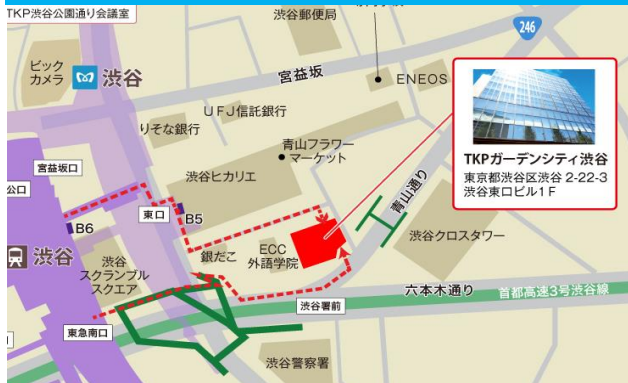 TKP渋谷公園通り会議室
渋谷郵便局
246
ビック
カメラ
渋谷
宮益坂
ENEOS
UFJ信託銀行
りそな銀行
青山フラワー
マーケット
TKPガーデンシティ渋谷
東京都渋谷区渋谷 2-22-3
渋谷東口ビル1F
宮益坂口
渋谷ヒカリエ
公口
東口
B5
青山通り
B6
渋谷
銀だこ
ECC
外語学院
渋谷クロスタワー
渋谷
スクランブル
スクエア
六本木通り
首都高速3号渋谷線
渋谷署前
東急南口
渋谷警察署